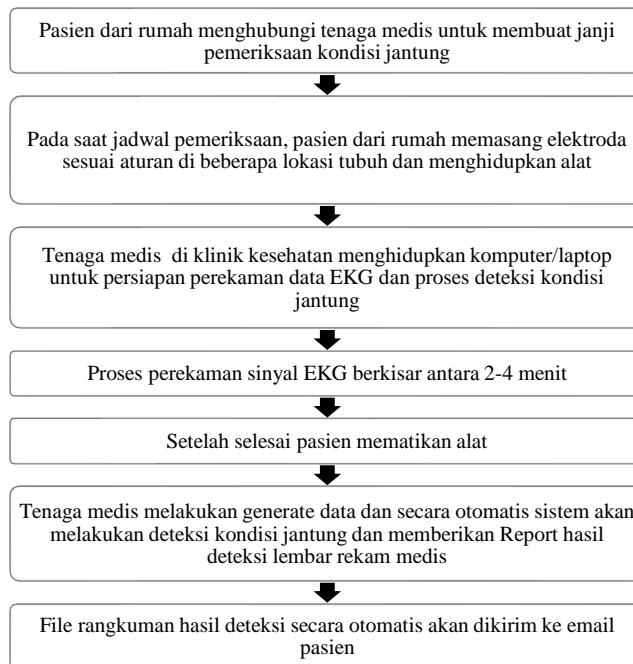 Pasien dari rumah menghubungi tenaga medis untuk membuat janji
pemeriksaan kondisi jantung
Pada saat jadwal pemeriksaan, pasien dari rumah memasang elektroda
sesuai aturan di beberapa lokasi tubuh dan menghidupkan alat
Tenaga medis di klinik kesehatan menghidupkan komputer/laptop
untuk persiapan perekaman data EKG dan proses deteksi kondisi
jantung
Proses perekaman sinyal EKG berkisar antara 2-4 menit
Setelah selesai pasien mematikan alat
Tenaga medis melakukan generate data dan secara otomatis sistem akan
melakukan deteksi kondisi jantung dan memberikan Report hasil
deteksi lembar rekam medis
File rangkuman hasil deteksi secara otomatis akan dikirim ke email
pasien